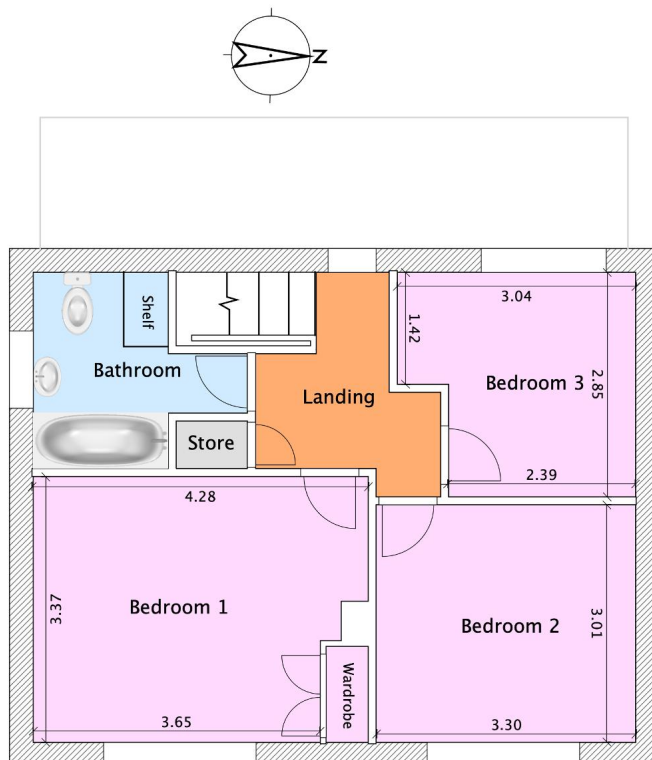 N
3.04
Shelf
1.42
Bathroom
Bedroom 3
2.85
Landing
Store
2.39
4.28
3.37
Bedroom 1
Bedroom 2
3.01
Wardrobe
3.65
3.30